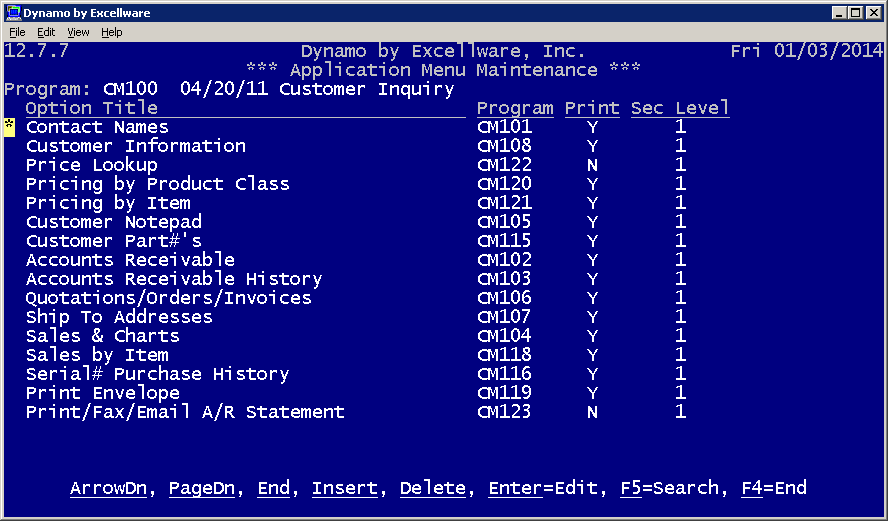 Dynamo by Excellware
File Edit View Help
12.7.7 Dynamo by Excellware, Inc. Fri 01/03/2014
*** Application Menu Maintenance ***
Program: CM100 04/20/11 Customer Inquiry
Option Title Program Print Sec Level
* Contact Names CM101 Y 1
Customer Information CM108 Y 1
Price Lookup CM122 N 1
Pricing by Product Class CM120 Y 1
Pricing by Item CM121 Y 1
Customer Notepad CM105 Y 1
Customer Part#'s CM115 Y 1
Accounts Receivable CM102 Y 1
Accounts Receivable History CM103 Y 1
Quotations/Orders/Invoices CM106 Y 1
Ship To Addresses CM107 Y 1
Sales & Charts CM104 Y 1
Sales by Item CM118 Y 1
Serial# Purchase History CM116 Y 1
Print Envelope CM119 Y 1
Print/Fax/Email A/R Statement CM123 N 1
ArrowDn, PageDn, End, Insert, Delete, Enter=Edit, F5=Search, F4=End